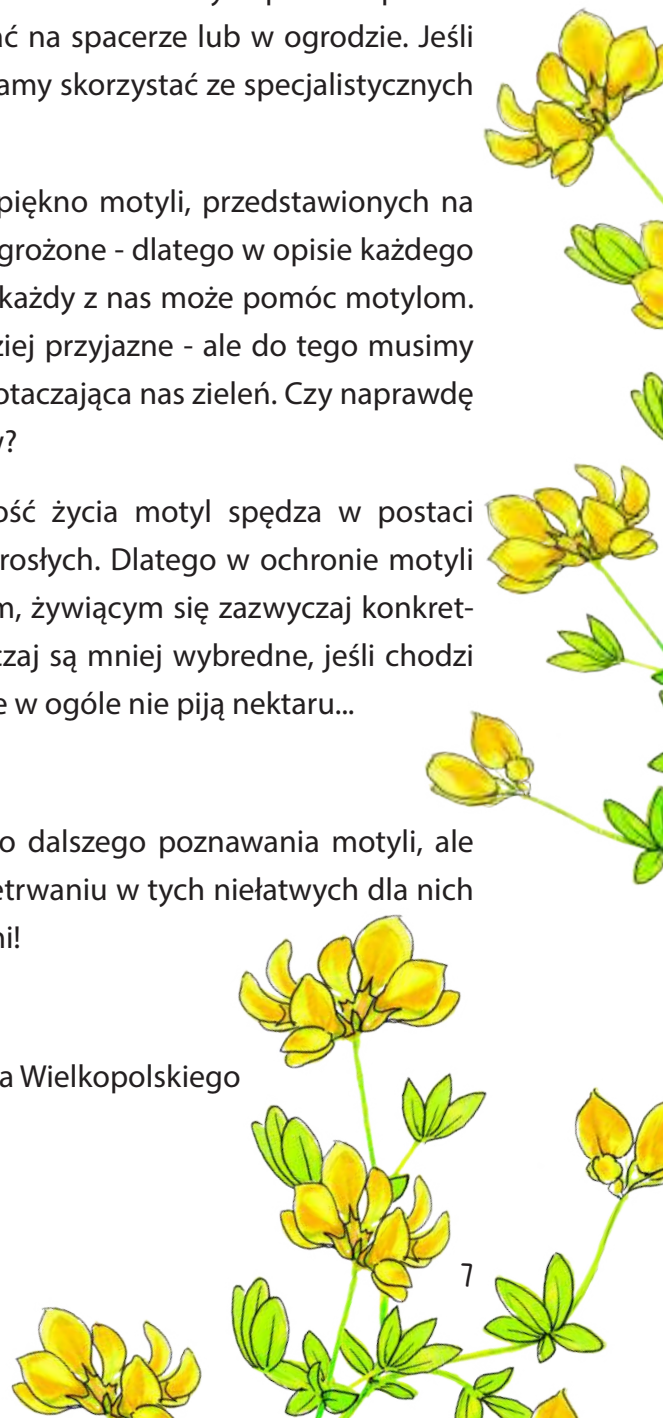 ać na spacerze lub w ogrodzie. Jeśli
amy skorzystać ze specjalistycznych
piękno motyli, przedstawionych na
grożone - dlatego w opisie każdego
każdy z nas może pomóc motylom.
ziej przyjazne - ale do tego musimy
otaczająca nas zieleń. Czy naprawdę
y?
ość życia motyl spędza w postaci
rosłych. Dlatego w ochronie motyli
m, żywiącym się zazwyczaj konkret-
czaj są mniej wybredne, jeśli chodzi
e w ogóle nie piją nektaru...
o dalszego poznawania motyli, ale
etrwaniu w tych niełatwych dla nich
ni!
a Wielkopolskiego
7